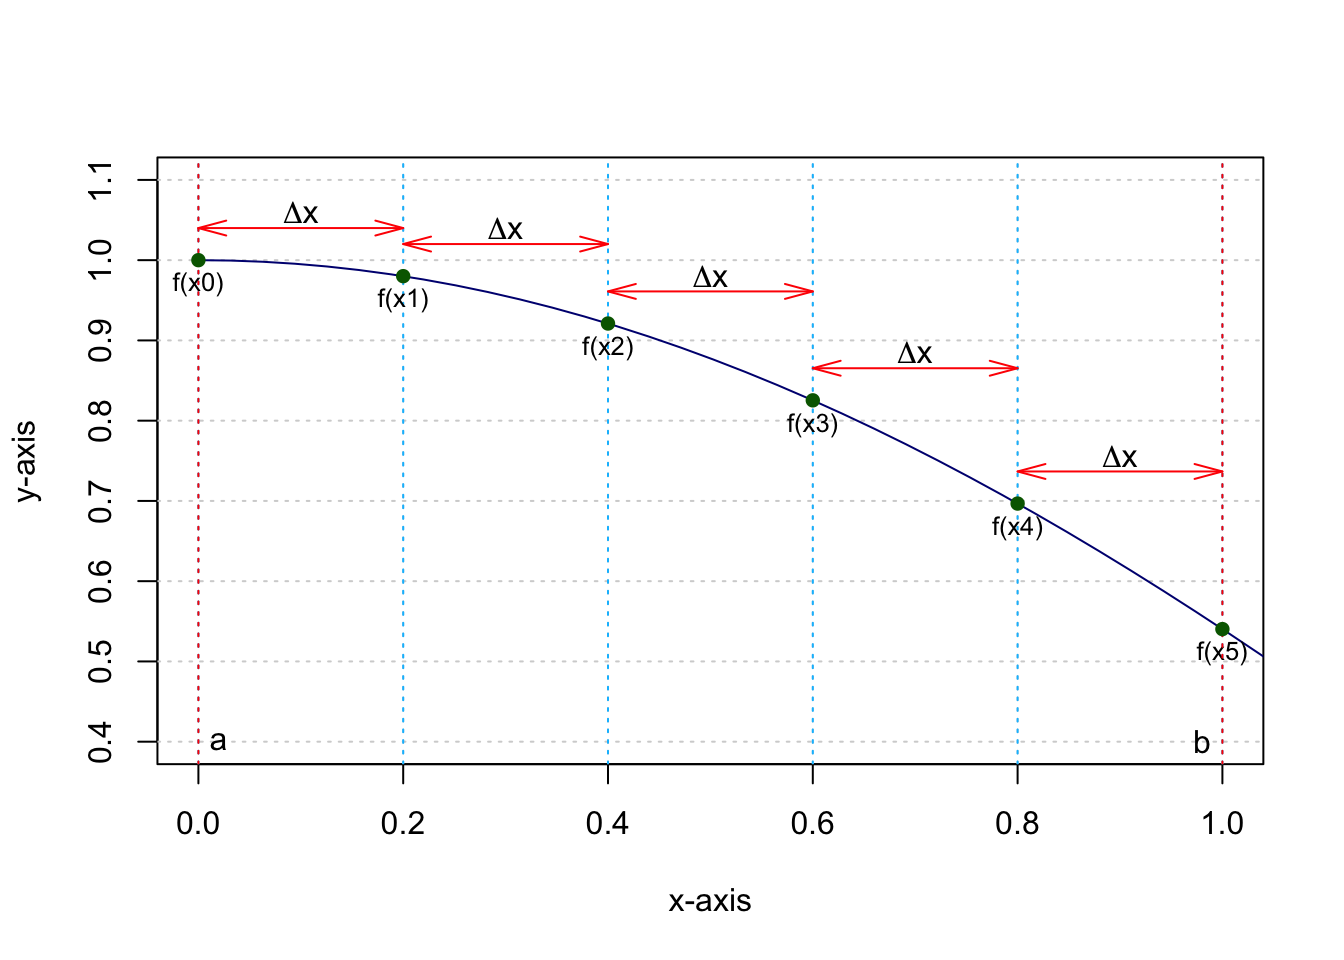 1.1
1.0
0.9
0.8
0.7
0.6
0.5
0.4
y-axis
Δx
Δx
Δx
Δx
Δx
f(x0)
f(x1)
f(x2)
f(x3)
f(x4)
f(x5)
a
b
0.0 0.2 0.4 0.6 0.8 1.0
x-axis